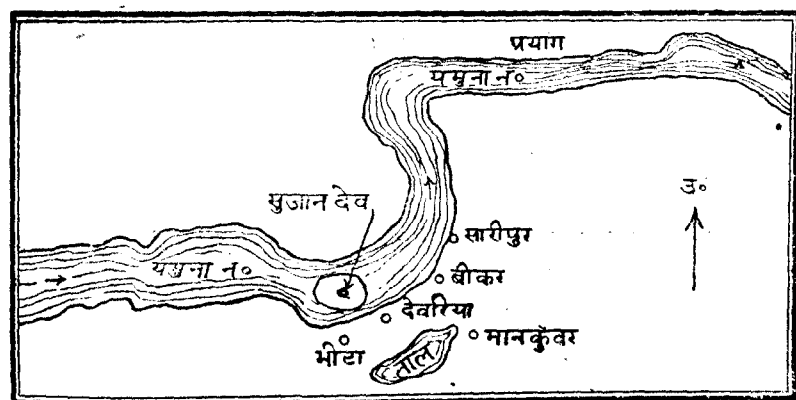 प्रयाग
यमुना न०
उ०
सुजान देव
सारीपुर
यमुना न०
बीकर
देवरिया
मानकुँवर
भीटा
ताल